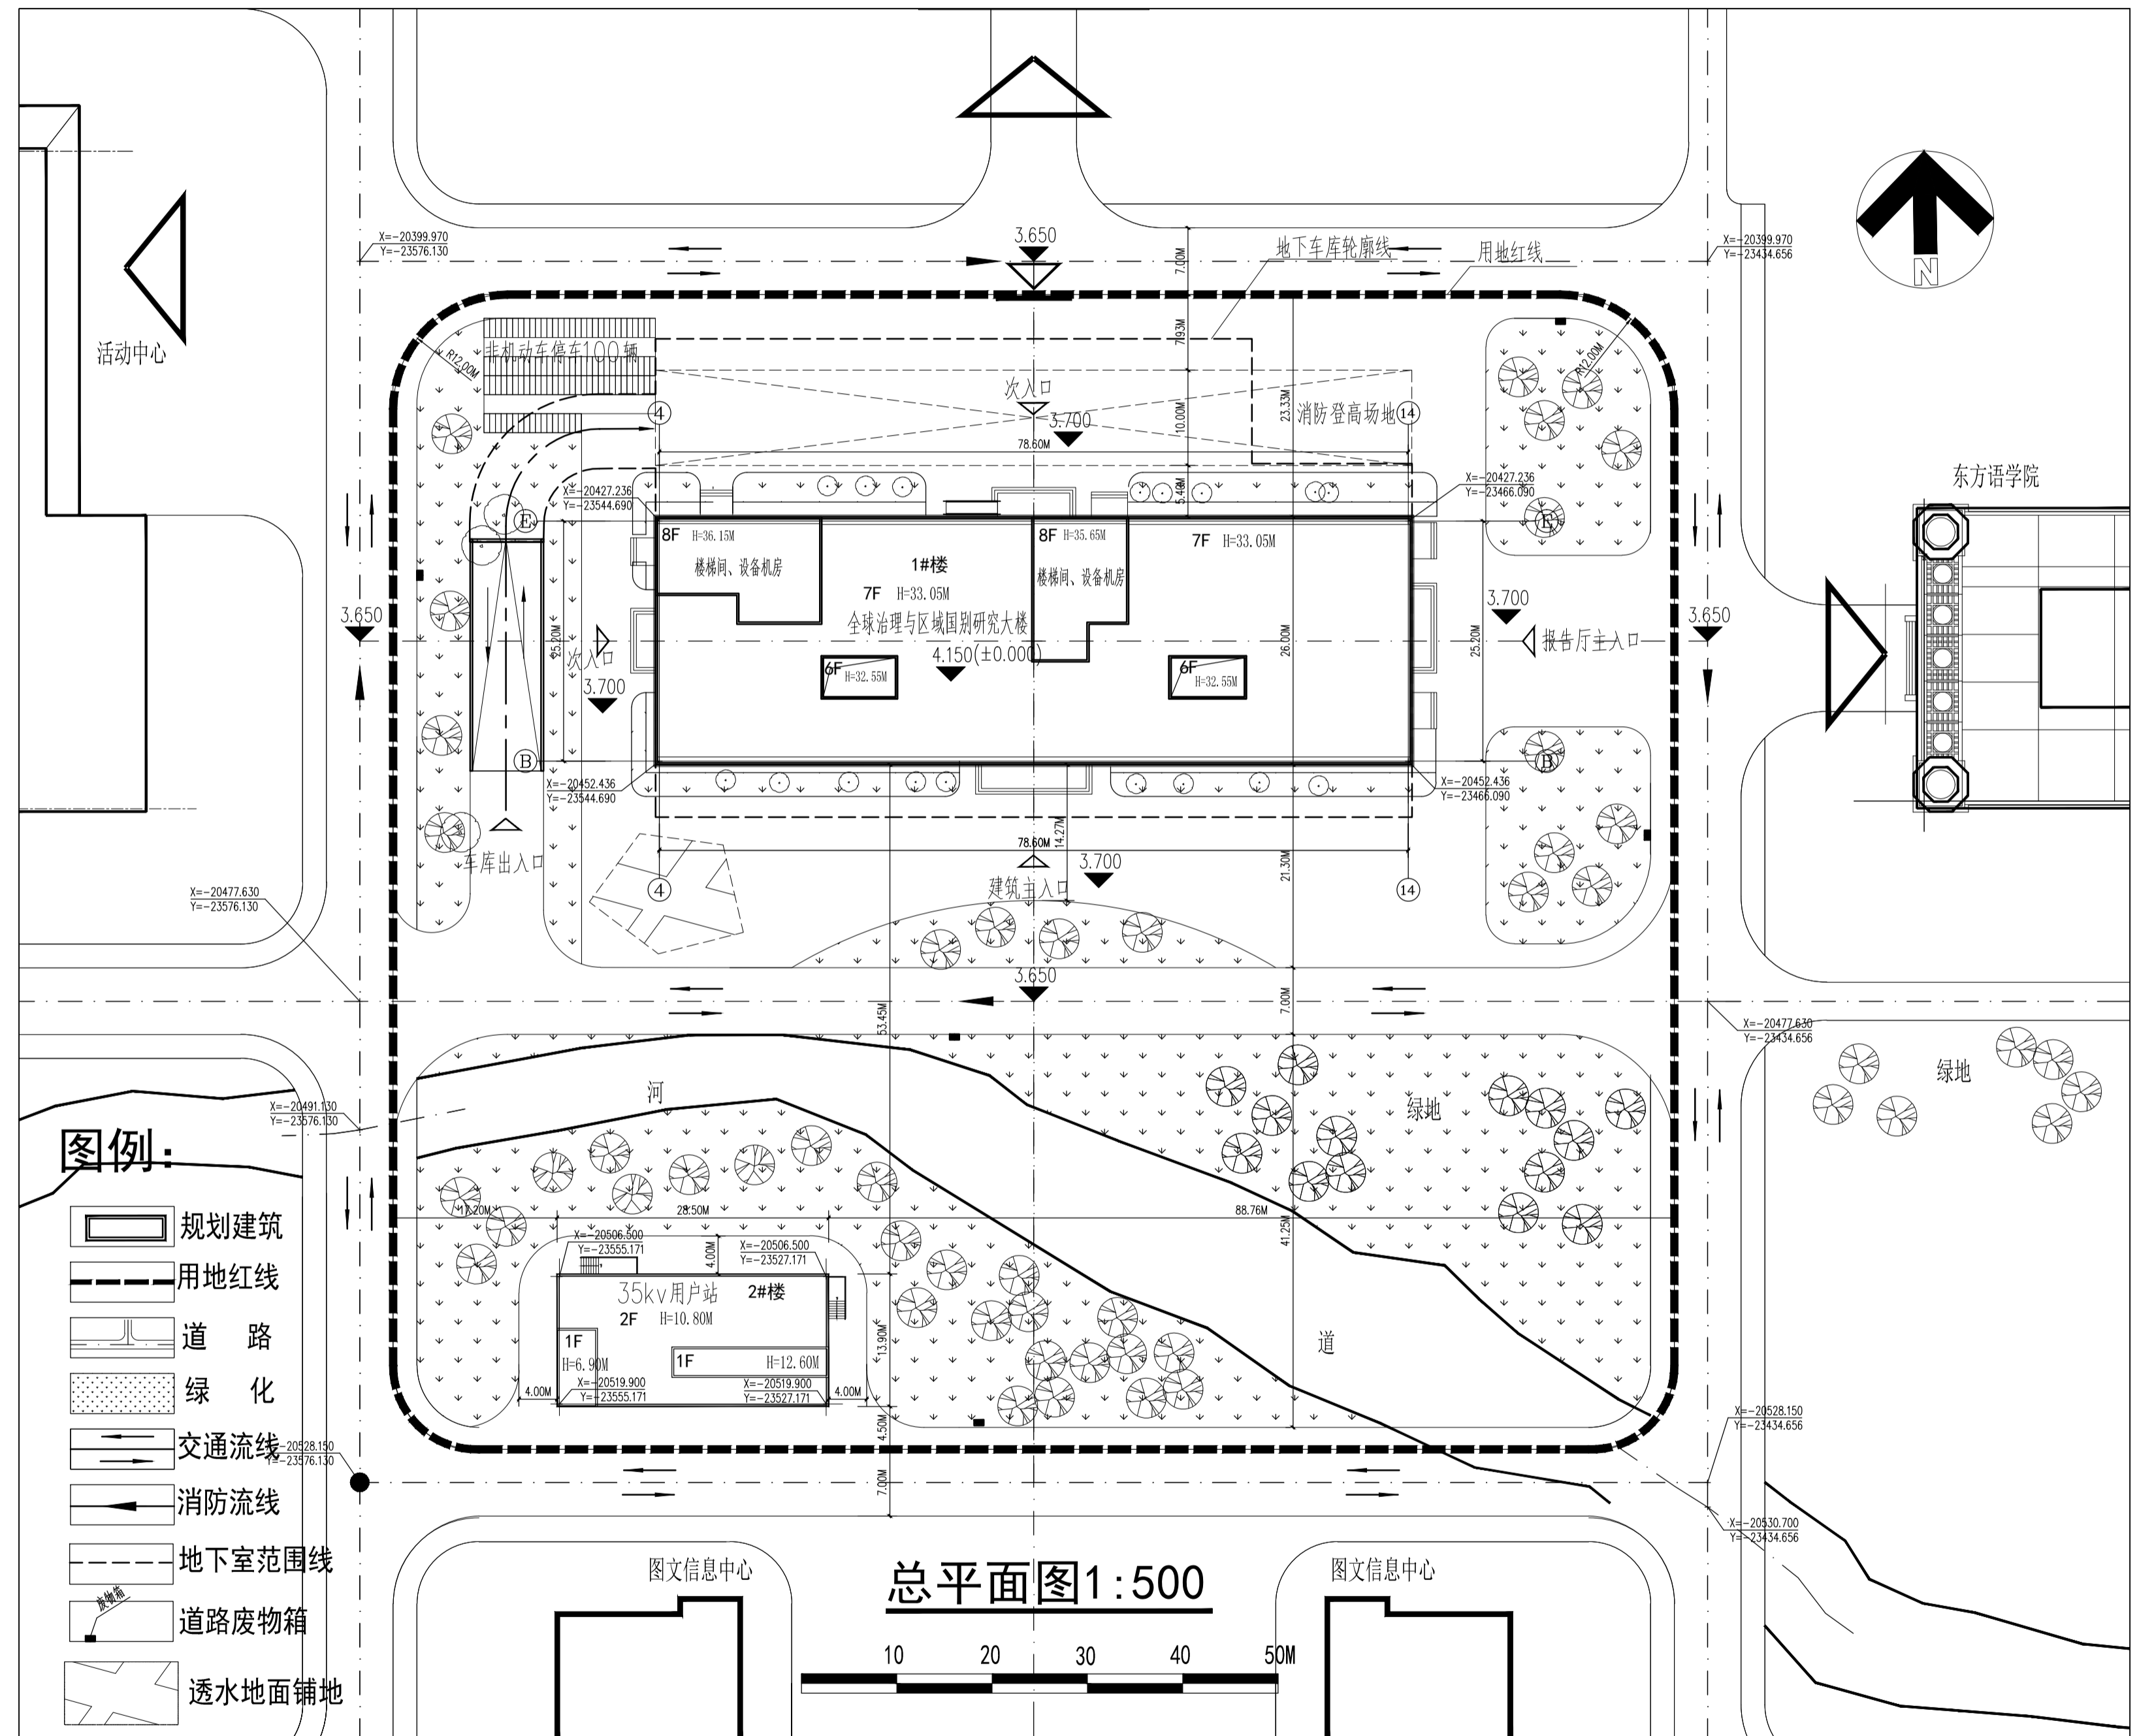 X=-20399.970
Y=-23576.130
3.650
7.00M
地下车库轮廓线
用地红线
X=-20399.970
Y=-23434.656
N
活动中心
非机动车停车100辆
R12.00M
7.93M
R12.00M
次入口
3.700
78.60M
10.00M
23.33M
消防登高场地
4
14
东方语学院
X=-20427.236
Y=-23544.690
5.40M
X=-20427.236
Y=-23466.090
E
E
8F H=36.15M
楼梯间、设备机房
1#楼
7F H=33.05M
全球治理与区域国别研究大楼
4.150(±0.000)
8F H=35.65M
楼梯间、设备机房
7F H=33.05M
6F H=32.55M
6F H=32.55M
26.00M
25.20M
25.20M
3.650
次入口
3.700
3.700
报告厅主入口
3.650
B
B
X=-20452.436
Y=-23544.690
X=-20452.436
Y=-23466.090
车库出入口
78.60M
14.27M
21.30M
4
14
建筑主入口
3.700
X=-20477.630
Y=-23576.130
3.650
53.45M
7.00M
X=-20477.630
Y=-23434.656
河
绿地
绿地
X=-20491.130
Y=-23576.130
17.20M
28.50M
88.76M
41.25M
X=-20506.500
Y=-23555.171
4.00M
X=-20506.500
Y=-23527.171
35kv用户站
2#楼
2F H=10.80M
1F
H=6.90M
1F H=12.60M
X=-20519.900
Y=-23555.171
X=-20519.900
Y=-23527.171
4.00M
4.00M
13.90M
4.50M
7.00M
道
X=-20528.150
Y=-23434.656
X=-20530.700
Y=-23434.656
图例:
规划建筑
用地红线
道 路
绿 化
交通流线
X=-20528.150
Y=-23576.130
消防流线
地下室范围线
废物箱
道路废物箱
透水地面铺地
图文信息中心
图文信息中心
总平面图1:500
10 20 30 40 50M